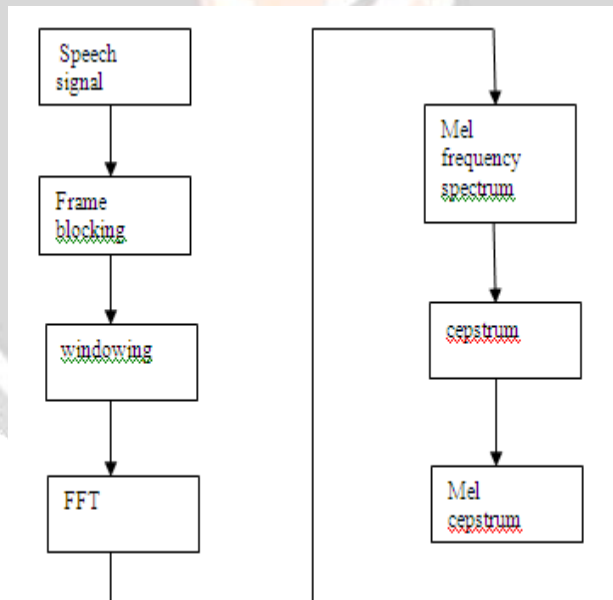 Speech
signal
Frame
blocking
windowing
FFT
Mel
frequency
spectrum
cepstrum
Mel
cepstrum